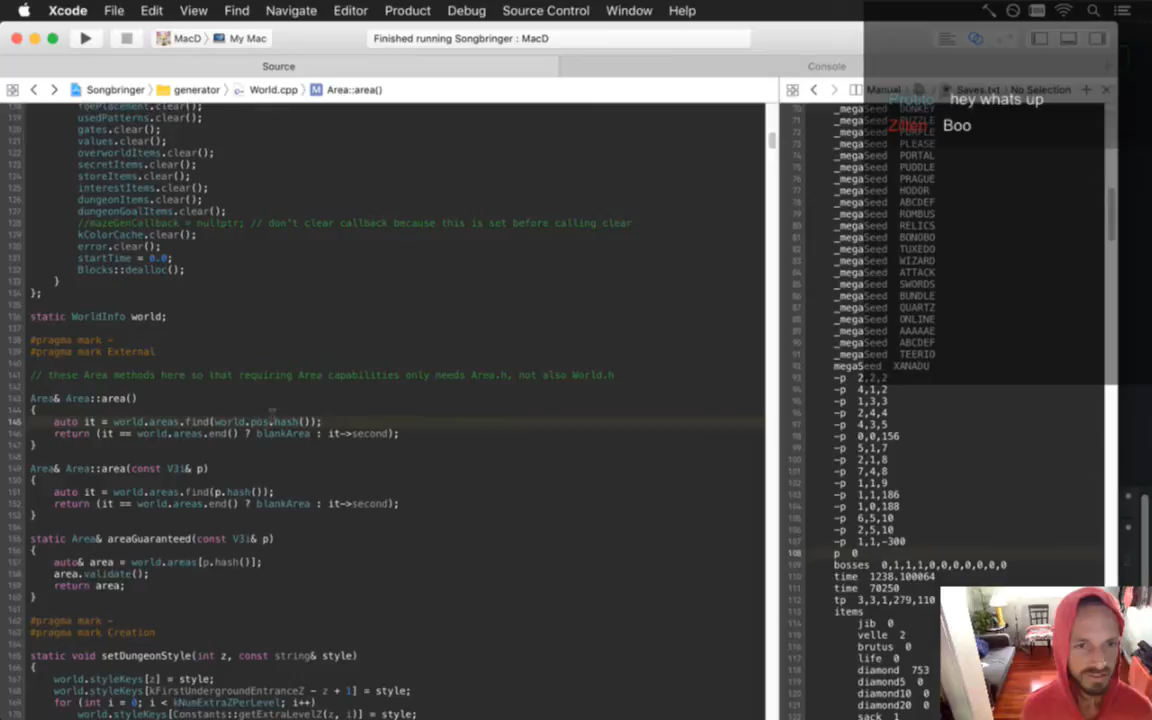 Xcode File Edit View Find Navigate Editor Product Debug Source Control Window Help
MacD My Mac Finished running Songbringer : MacD
Source Console
Songbringer generator World.cpp M Area::area()
Manual Saves.txt No Selection
hey whats up
Zilten Boo
usedPatterns.clear();
gates.clear();
values.clear();
overworldItems.clear();
secretItems.clear();
storeItems.clear();
interestItems.clear();
dungeonItems.clear();
dungeonGoalItems.clear();
//mazeGenCallback = nullptr; // don't clear callback because this is set before calling clear
kColorCache.clear();
error.clear();
startTime = 0.0;
Blocks::dealloc();
}
};
static WorldInfo world;
#pragma mark -
#pragma mark External
// these Area methods here so that requiring Area capabilities only needs Area.h, not also World.h
Area& Area::area()
{
auto it = world.areas.find(world.pos.hash());
return (it == world.areas.end() ? blankArea : it->second);
}
Area& Area::area(const V3i& p)
{
auto it = world.areas.find(p.hash());
return (it == world.areas.end() ? blankArea : it->second);
}
static Area& areaGuaranteed(const V3i& p)
{
auto& area = world.areas[p.hash()];
area.validate();
return area;
}
#pragma mark -
#pragma mark Creation
static void setDungeonStyle(int z, const string& style)
{
world.styleKeys[z] = style;
world.styleKeys[kFirstUndergroundEntranceZ - z + 1] = style;
for (int i = 0; i < kNumExtraZPerLevel; i++)
world.styleKeys[Constants::getExtraLevelZ(z, i)] = style;
_megaSeed DONKEY
_megaSeed PUZZLE
_megaSeed PURPLE
_megaSeed PLEASE
_megaSeed PORTAL
_megaSeed PUDDLE
_megaSeed PRAGUE
_megaSeed HODOR
_megaSeed ABCDEF
_megaSeed ROMBUS
_megaSeed RELICS
_megaSeed BONOBO
_megaSeed TUXEDO
_megaSeed WIZARD
_megaSeed ATTACK
_megaSeed SWORDS
_megaSeed BUNDLE
_megaSeed QUARTZ
_megaSeed ONLINE
_megaSeed AAAAAE
_megaSeed ABCDEF
_megaSeed TEERIO
megaSeed XANADU
-p 2,2,2
-p 4,1,2
-p 1,3,3
-p 2,4,4
-p 4,3,5
-p 0,0,156
-p 5,1,7
-p 2,1,8
-p 7,4,8
-p 1,1,9
-p 1,1,186
-p 1,0,188
-p 6,5,10
-p 2,5,10
-p 1,1,-300
p 0
bosses 0,1,1,1,0,0,0,0,0,0,0
time 1238.100064
time 70250
tp 3,3,1,279,110
items
jib 0
velle 2
brutus 0
life 0
diamond 753
diamond5 0
diamond10 0
diamond20 0
sack 1